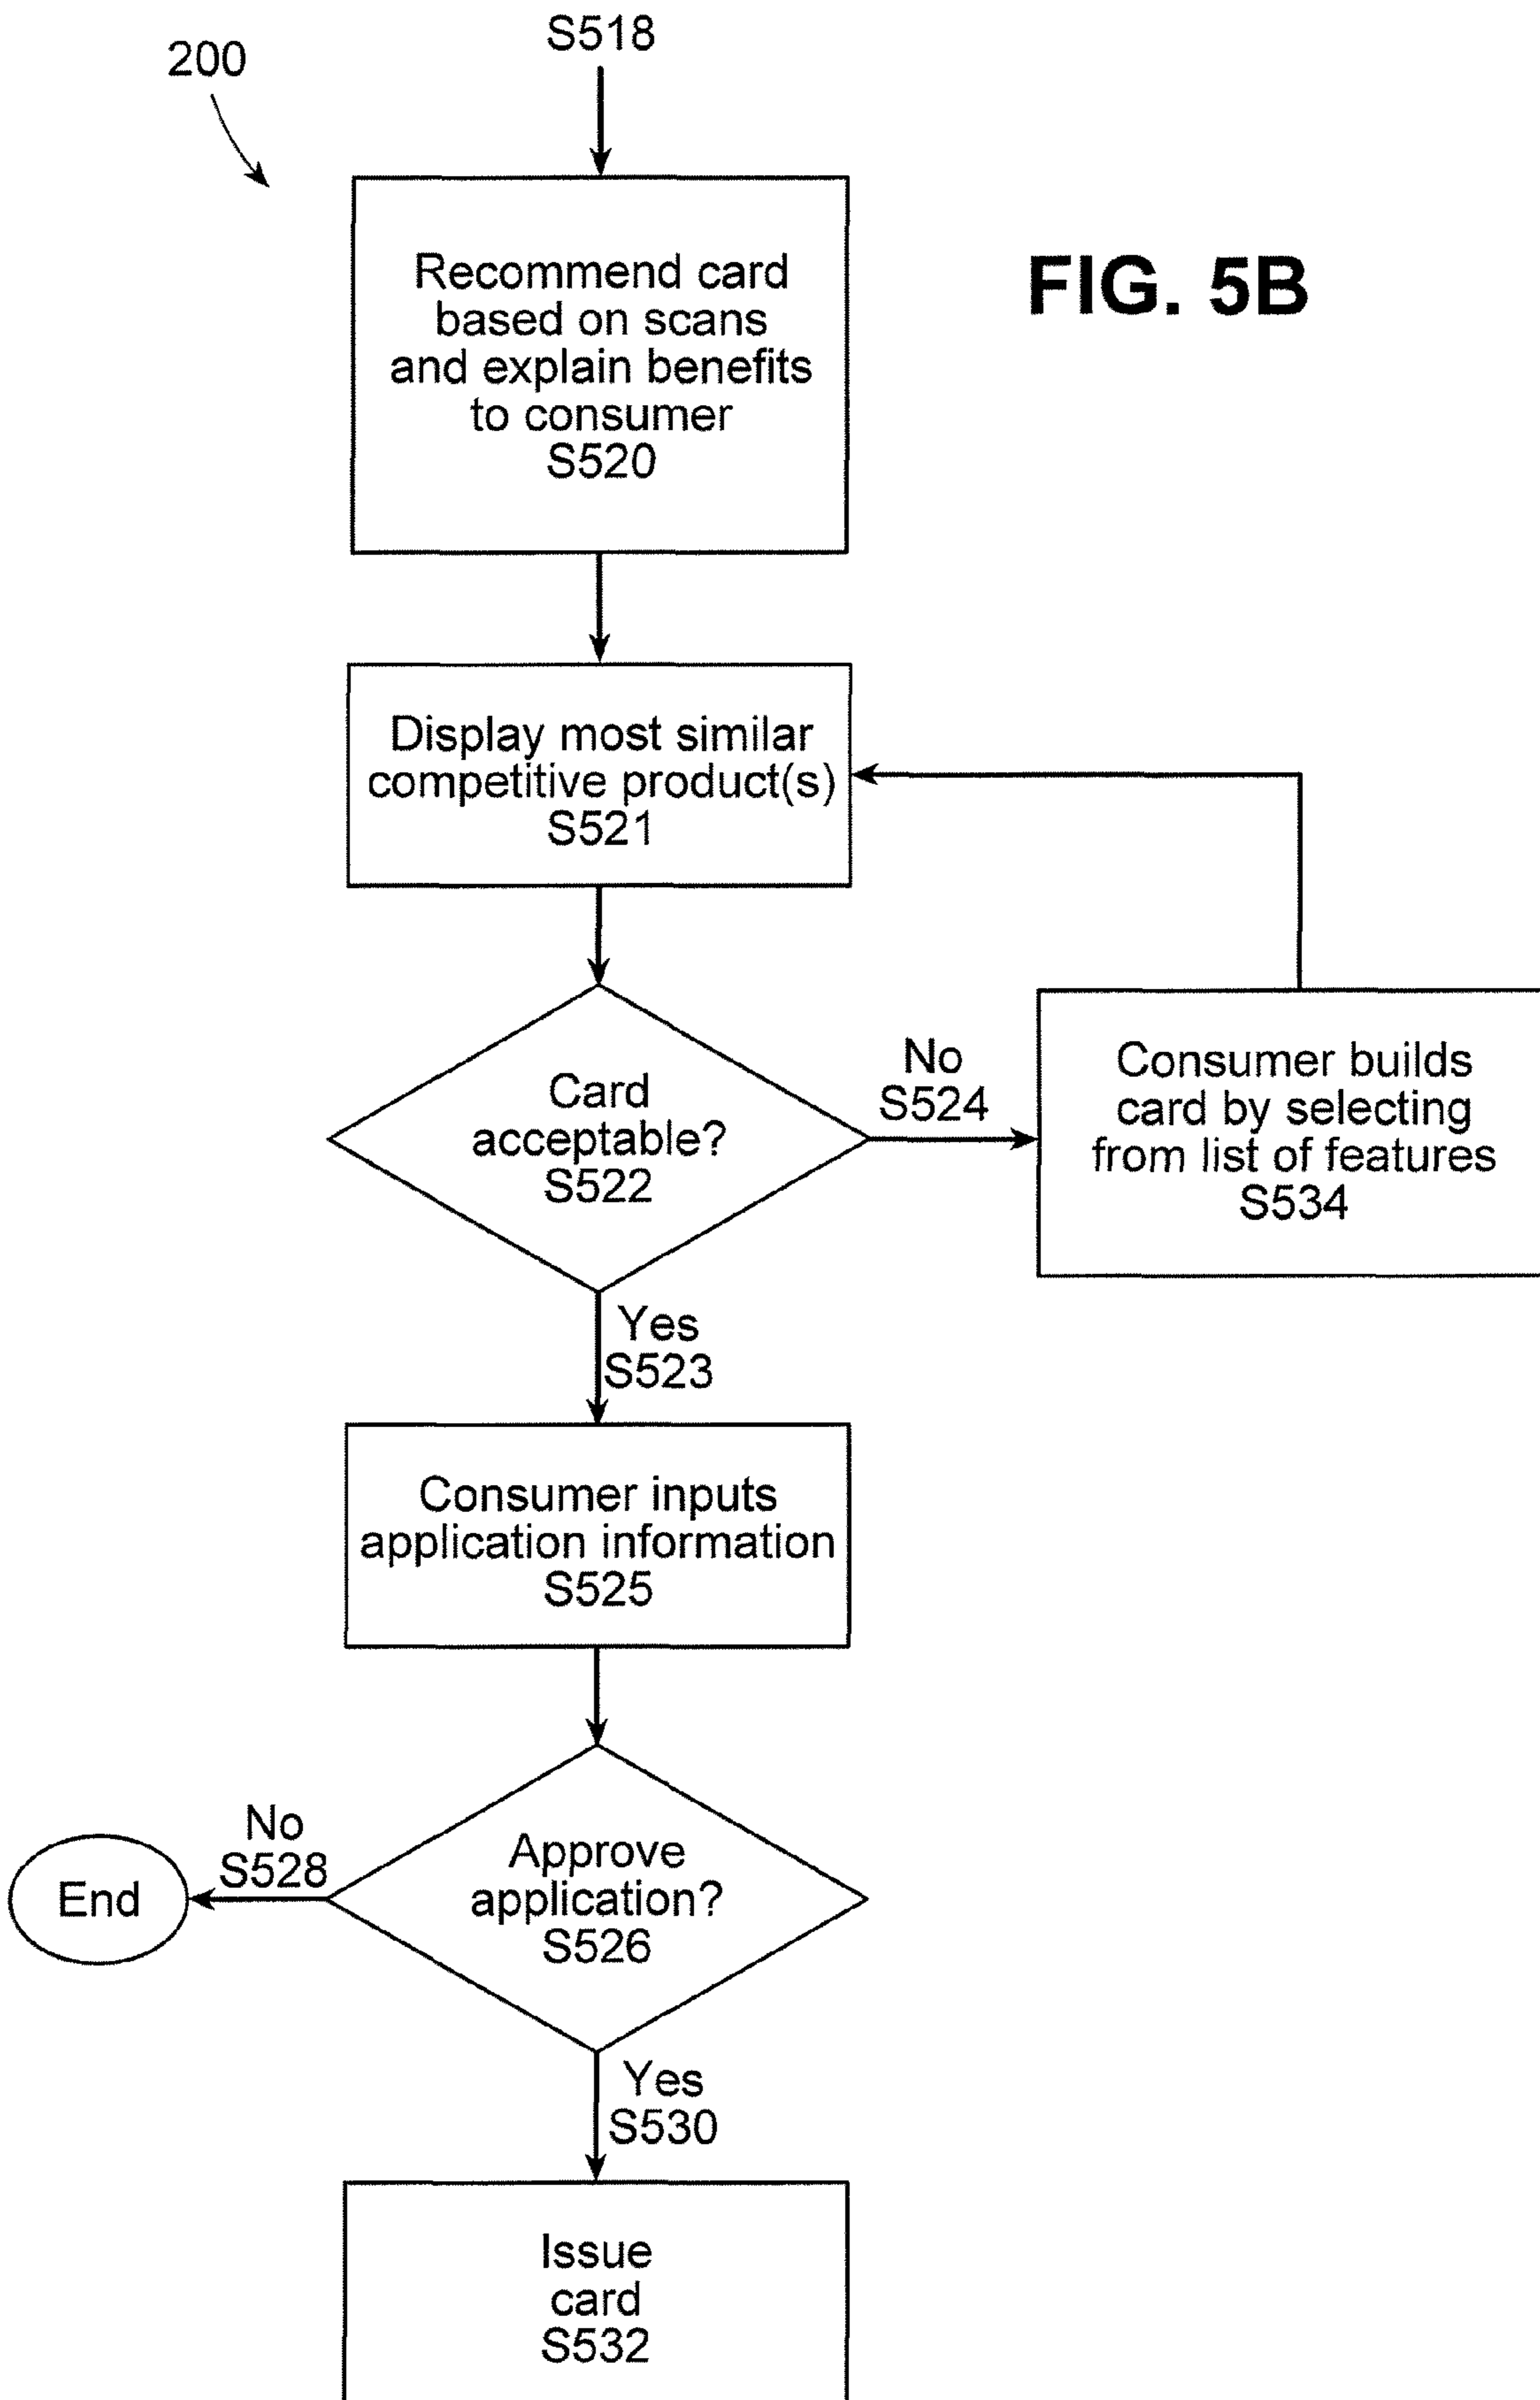 200
S518
FIG. 5B
Recommend card
based on scans
and explain benefits
to consumer
S520
Display most similar
competitive product(s)
S521
Card
acceptable?
S522
No
S524
Consumer builds
card by selecting
from list of features
S534
Yes
S523
Consumer inputs
application information
S525
Approve
application?
S526
No
S528
End
Yes
S530
Issue
card
S532